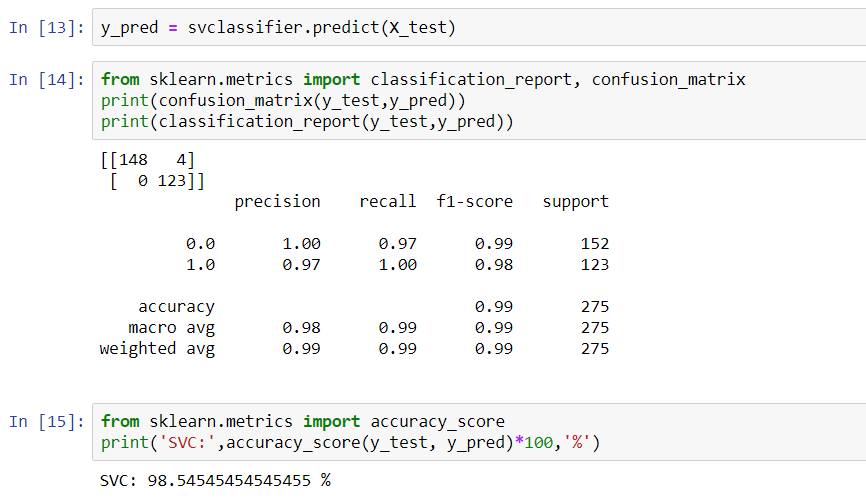 In [13]: y_pred = svclassifier.predict(X_test)
In [14]: from sklearn.metrics import classification_report, confusion_matrix
print(confusion_matrix(y_test,y_pred))
print(classification_report(y_test,y_pred))
[[148   4]
 [  0 123]]
              precision    recall  f1-score   support
         0.0       1.00      0.97      0.99       152
         1.0       0.97      1.00      0.98       123
    accuracy                           0.99       275
   macro avg       0.98      0.99      0.99       275
weighted avg       0.99      0.99      0.99       275
In [15]: from sklearn.metrics import accuracy_score
print('SVC:',accuracy_score(y_test, y_pred)*100,'%')
SVC: 98.54545454545455 %